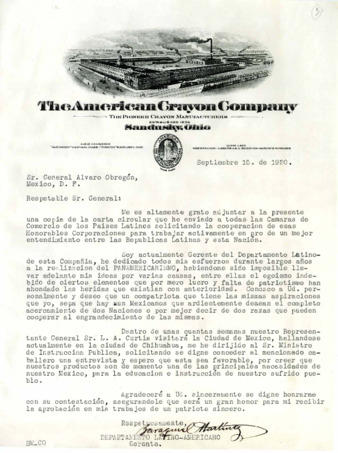 The American Crayon Company
THE PIONEER CRAYON MANUFACTURERS
Sandusky, Ohio
Septiembre 15. de 1920.
Sr. General Alvaro Obregón,
Mexico, D. F.
Respetable Sr. General:
Me es altamente grato adjuntar a la presente
una copia de la carta circular que he enviado a todas las Camaras de
Comercio de los Paises Latinos solicitando la cooperacion de esas
Honorables Corporaciones para trabajar activamente en pro de un mejor
entendimiento entre las Republicas Latinas y esta Nación.
Soy actualmente Gerente del Departamento Latino-
de esta Compañia, he dedicado todos mis esfuerzos durante largos años
a la realizacion del PANAMERICANISMO, habiendome sido imposible lle-
var adelante mis ideas por varias causas, entre ellas el egoismo inde-
bido de ciertos elementos que por mero lucro y falta de patriotismo han
ahondado las heridas que existian con anterioridad. Conozco a Ud. per-
sonalmente y deseo que un compatriota que tiene las mismas aspiraciones
que yo, sepa que hay un Mexicanos que ardientemente desean el completo
acercamiento de dos Naciones o por mejor decir de dos razas que pueden
cooperar al engrandecimiento de las mismas.
Dentro de unas cuantas semanas nuestro Represen-
tante General Sr. L. A. Curtis visitará la Ciudad de Mexico, hallandose
actualmente en la ciudad de Chihuahua, me he dirijido al Sr. Ministro
de Instruccion Publica, solicitando se digne conceder al mencionado ca-
ballero una entrevista y espero que esta sea favorable, por creer que
nuestros productos son de momento una de las principales necesidades de
nuestro Mexico, para la educacion e instrucción de nuestro sufrido pue-
blo.
Agradeceré a Ud. sinceramente se digne honrarme
con su contestación, asegurandole que será un gran honor para mi recibir
la aprobación en mis trabajos de un patriota sincero.
Respetuosamente,
DEPARTAMENTO LATINO-AMERICANO
Gerente.